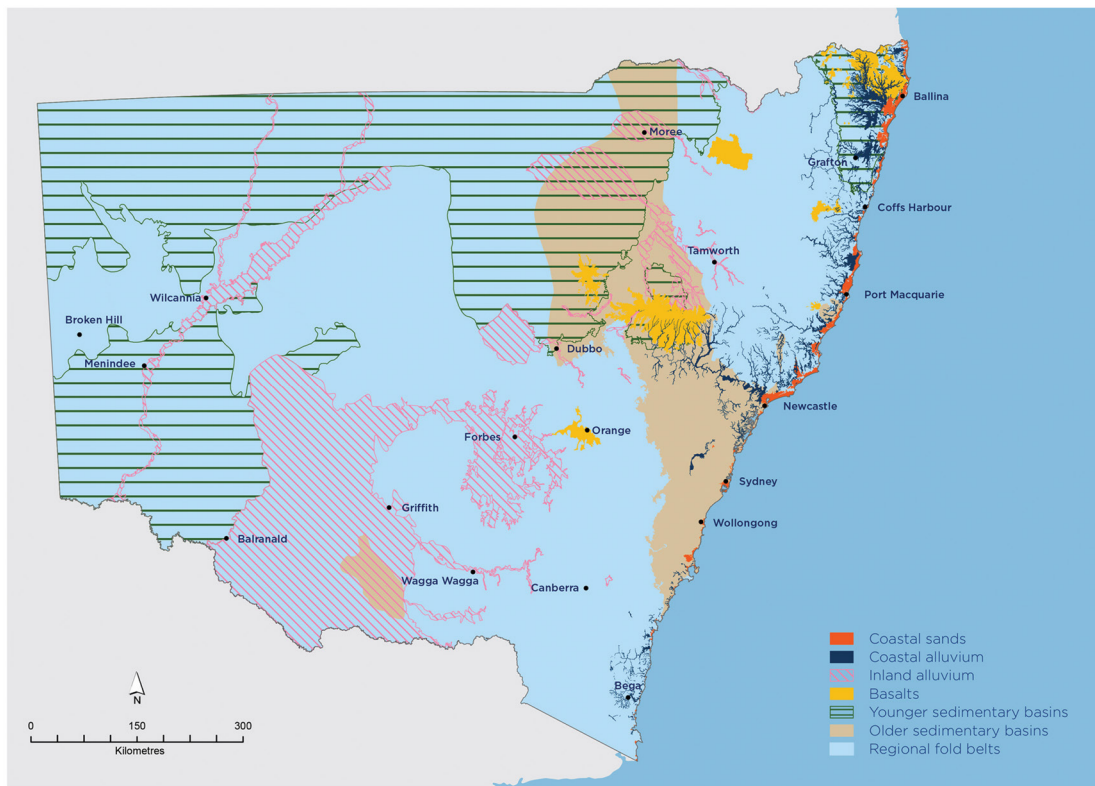 Ballina
Moree
Grafton
Coffs Harbour
Tamworth
Wilcannia
Port Macquarie
Broken Hill
Dubbo
Menindee
Newcastle
Orange
Forbes
Sydney
Griffith
Wollongong
Balranald
Wagga Wagga
Canberra
Bega
N
0 150 300
Kilometres
Coastal sands
Coastal alluvium
Inland alluvium
Basalts
Younger sedimentary basins
Older sedimentary basins
Regional fold belts